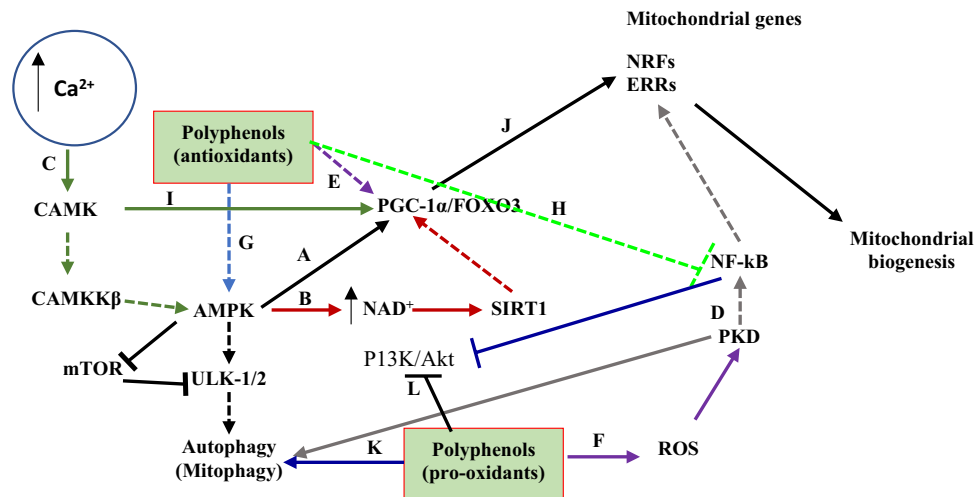 Mitochondrial genes
NRFs
ERRs
Ca²⁺
J
Polyphenols
(antioxidants)
C
E
CAMK
I
PGC-1α/FOXO3
H
G
A
Mitochondrial
biogenesis
NF-kB
CAMKKβ
AMPK
B
NAD⁺
SIRT1
D
PKD
mTOR
ULK-1/2
P13K/Akt
L
Autophagy
(Mitophagy)
K
Polyphenols
(pro-oxidants)
F
ROS